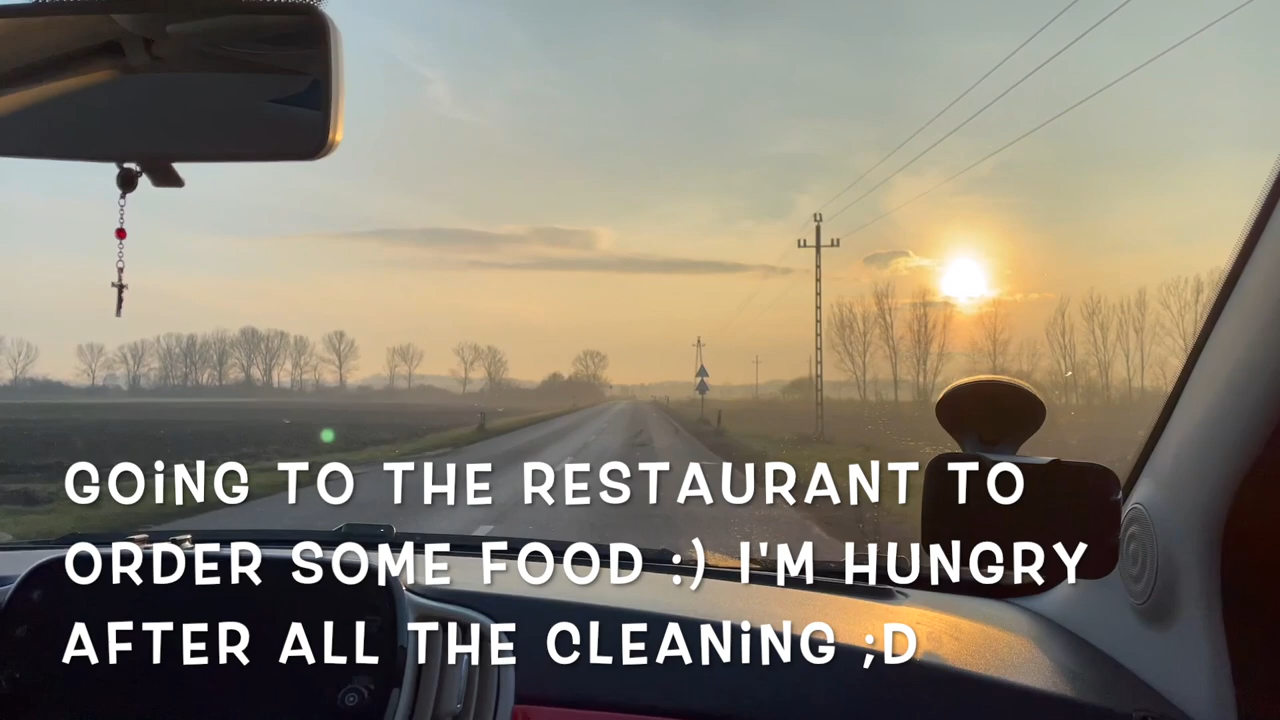 GOING TO THE RESTAURANT TO
ORDER SOME FOOD :) I'M HUNGRY
AFTER ALL THE CLEANING ;D